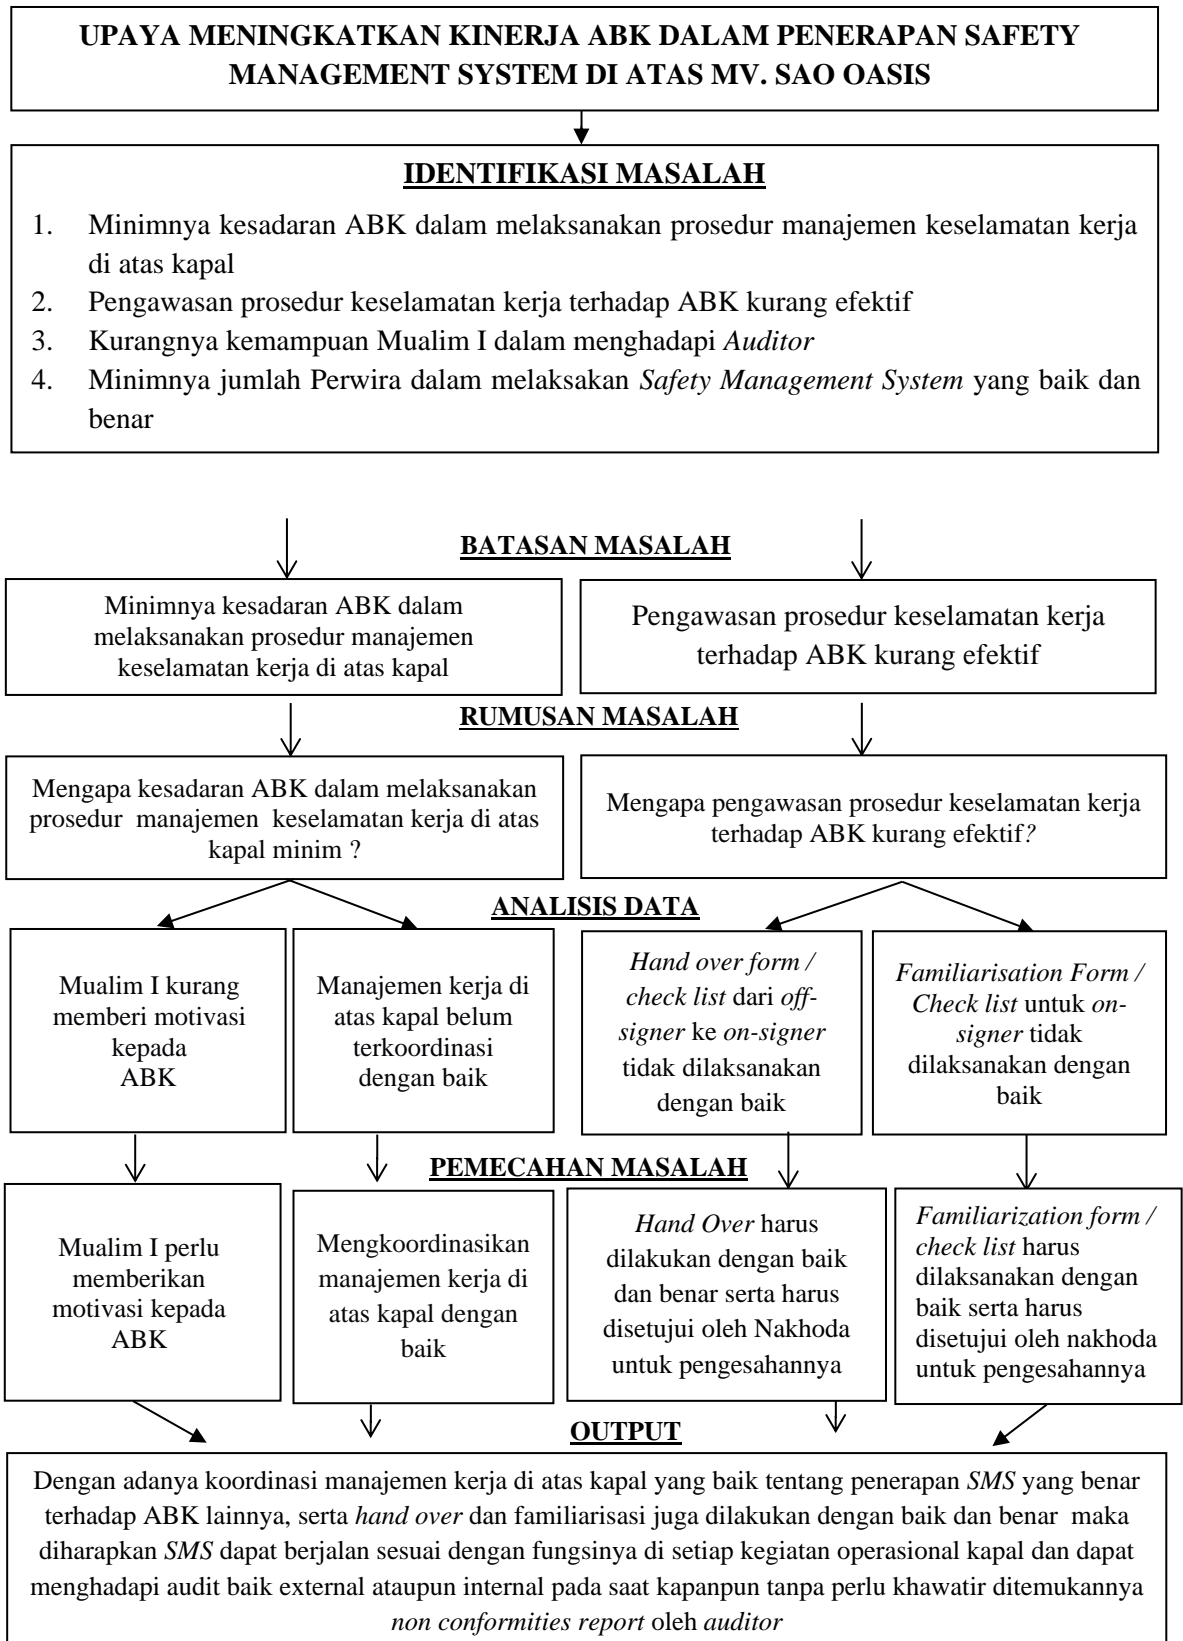 UPAYA MENINGKATKAN KINERJA ABK DALAM PENERAPAN SAFETY
MANAGEMENT SYSTEM DI ATAS MV. SAO OASIS
IDENTIFIKASI MASALAH
1. Minimnya kesadaran ABK dalam melaksanakan prosedur manajemen keselamatan kerja
di atas kapal
2. Pengawasan prosedur keselamatan kerja terhadap ABK kurang efektif
3. Kurangnya kemampuan Mualim I dalam menghadapi Auditor
4. Minimnya jumlah Perwira dalam melaksakan Safety Management System yang baik dan
benar
BATASAN MASALAH
Minimnya kesadaran ABK dalam
melaksanakan prosedur manajemen
keselamatan kerja di atas kapal
Pengawasan prosedur keselamatan kerja
terhadap ABK kurang efektif
RUMUSAN MASALAH
Mengapa kesadaran ABK dalam melaksanakan
prosedur manajemen keselamatan kerja di atas
kapal minim ?
Mengapa pengawasan prosedur keselamatan kerja
terhadap ABK kurang efektif?
ANALISIS DATA
Mualim I kurang
memberi motivasi
kepada
ABK
Manajemen kerja di
atas kapal belum
terkoordinasi
dengan baik
Hand over form /
check list dari off-
signer ke on-signer
tidak dilaksanakan
dengan baik
Familiarisation Form /
Check list untuk on-
signer tidak
dilaksanakan dengan
baik
PEMECAHAN MASALAH
Mualim I perlu
memberikan
motivasi kepada
ABK
Mengkoordinasikan
manajemen kerja di
atas kapal dengan
baik
Hand Over harus
dilakukan dengan baik
dan benar serta harus
disetujui oleh Nakhoda
untuk pengesahannya
Familiarization form /
check list harus
dilaksanakan dengan
baik serta harus
disetujui oleh nakhoda
untuk pengesahannya
OUTPUT
Dengan adanya koordinasi manajemen kerja di atas kapal yang baik tentang penerapan SMS yang benar
terhadap ABK lainnya, serta hand over dan familiarisasi juga dilakukan dengan baik dan benar maka
diharapkan SMS dapat berjalan sesuai dengan fungsinya di setiap kegiatan operasional kapal dan dapat
menghadapi audit baik external ataupun internal pada saat kapanpun tanpa perlu khawatir ditemukannya
non conformities report oleh auditor